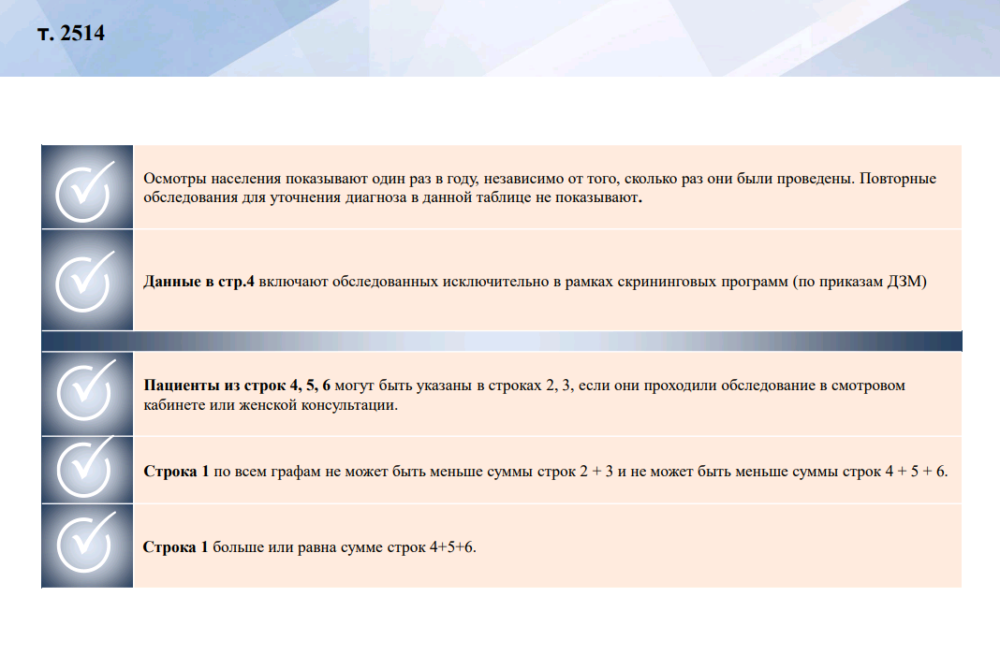 т. 2514
Осмотры населения показывают один раз в году, независимо от того, сколько раз они были проведены. Повторные
обследования для уточнения диагноза в данной таблице не показывают.
Данные в стр.4 включают обследованных исключительно в рамках скрининговых программ (по приказам ДЗМ)
Пациенты из строк 4, 5, 6 могут быть указаны в строках 2, 3, если они проходили обследование в смотровом
кабинете или женской консультации.
Строка 1 по всем графам не может быть меньше суммы строк 2 + 3 и не может быть меньше суммы строк 4 + 5 + 6.
Строка 1 больше или равна сумме строк 4+5+6.